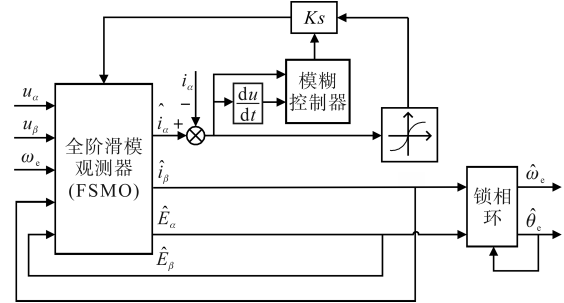 Ks
模糊
控制器
du
dt
i_α
−
u_α
u_β
ω_e
全阶滑模
观测器
(FSMO)
î_α
+
î_β
Ê_α
Ê_β
锁相
环
ω̂_e
θ̂_e